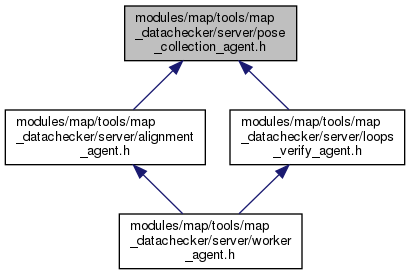 modules/map/tools/map
_datachecker/server/pose
_collection_agent.h
modules/map/tools/map
_datachecker/server/alignment
_agent.h
modules/map/tools/map
_datachecker/server/loops
_verify_agent.h
modules/map/tools/map
_datachecker/server/worker
_agent.h